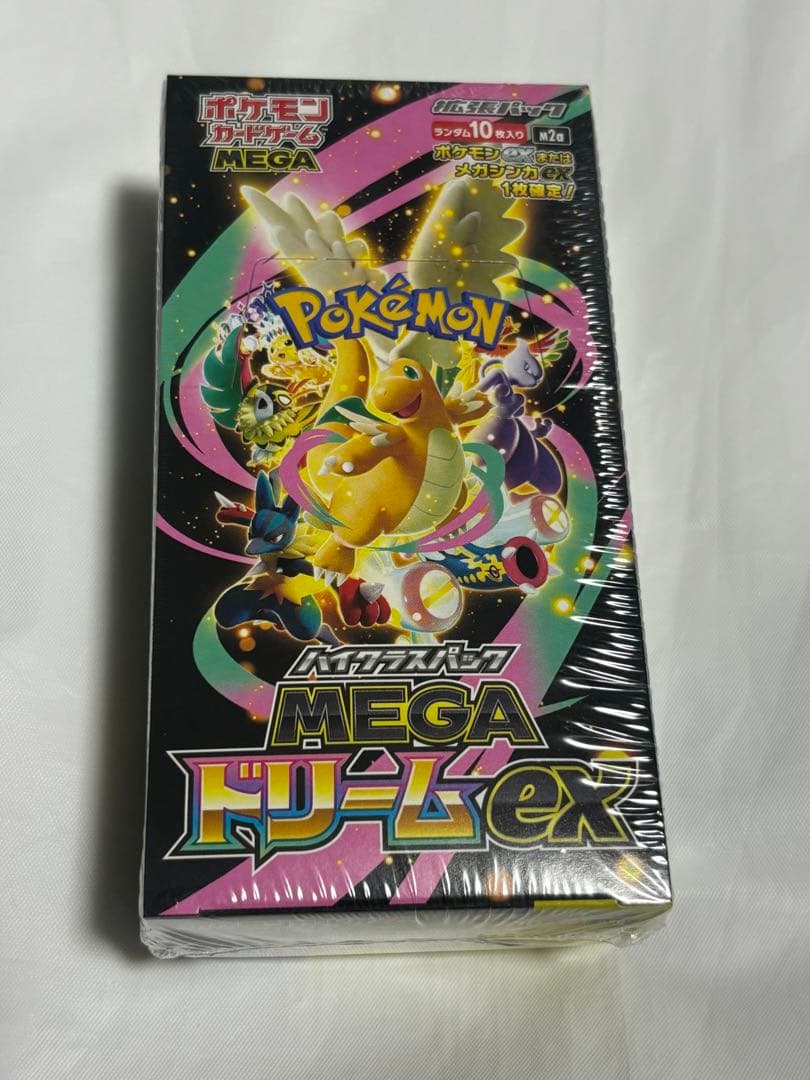 ポケモン
カードゲーム
MEGA
拡張パック
ランダム10枚入り M2a
ポケモンexまたは
メガシンカex
1枚確定!
POKéMON
ハイクラスパック
MEGA
ドリームex